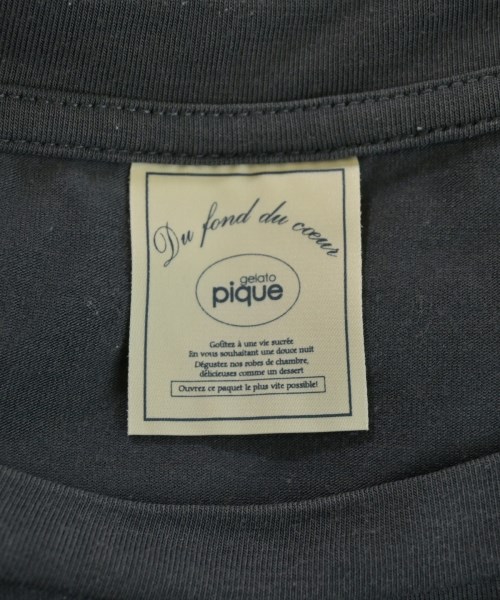 Du fond du cœur
gelato
pique
Goûtez à une vie sucrée
En vous souhaitant une douce nuit
Dégustez nos robes de chambre,
délicieuses comme un dessert
Ouvrez ce paquet le plus vite possible!